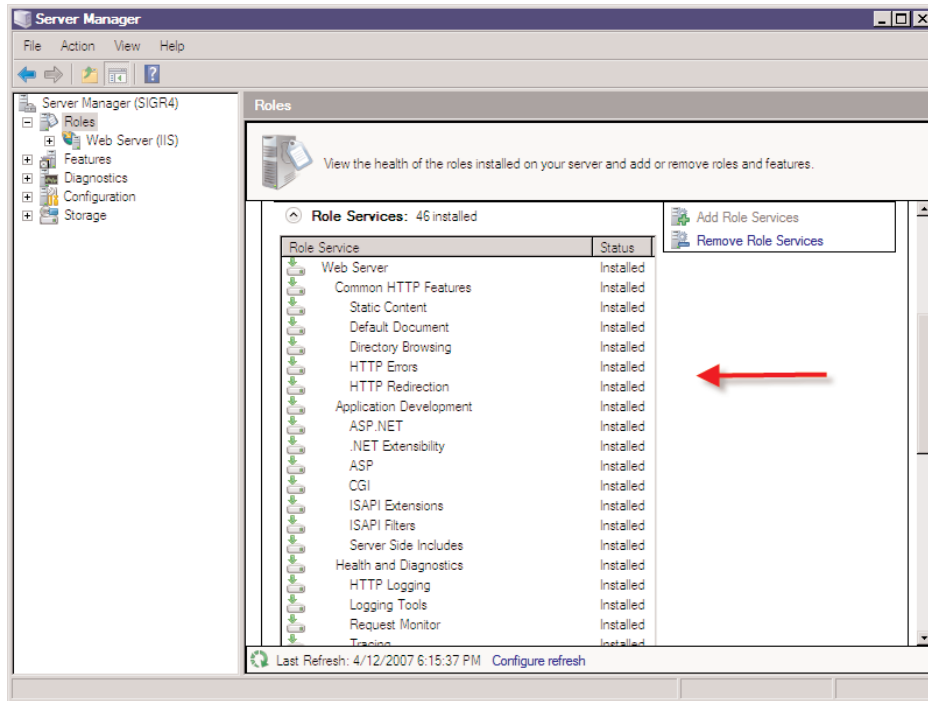 Server Manager
File Action View Help
Server Manager (SIGR4)
Roles
Web Server (IIS)
Features
Diagnostics
Configuration
Storage
Roles
View the health of the roles installed on your server and add or remove roles and features.
Role Services: 46 installed
Add Role Services
Remove Role Services
Role Service Status
Web Server Installed
Common HTTP Features Installed
Static Content Installed
Default Document Installed
Directory Browsing Installed
HTTP Errors Installed
HTTP Redirection Installed
Application Development Installed
ASP.NET Installed
.NET Extensibility Installed
ASP Installed
CGI Installed
ISAPI Extensions Installed
ISAPI Filters Installed
Server Side Includes Installed
Health and Diagnostics Installed
HTTP Logging Installed
Logging Tools Installed
Request Monitor Installed
Tracing Installed
Last Refresh: 4/12/2007 6:15:37 PM Configure refresh